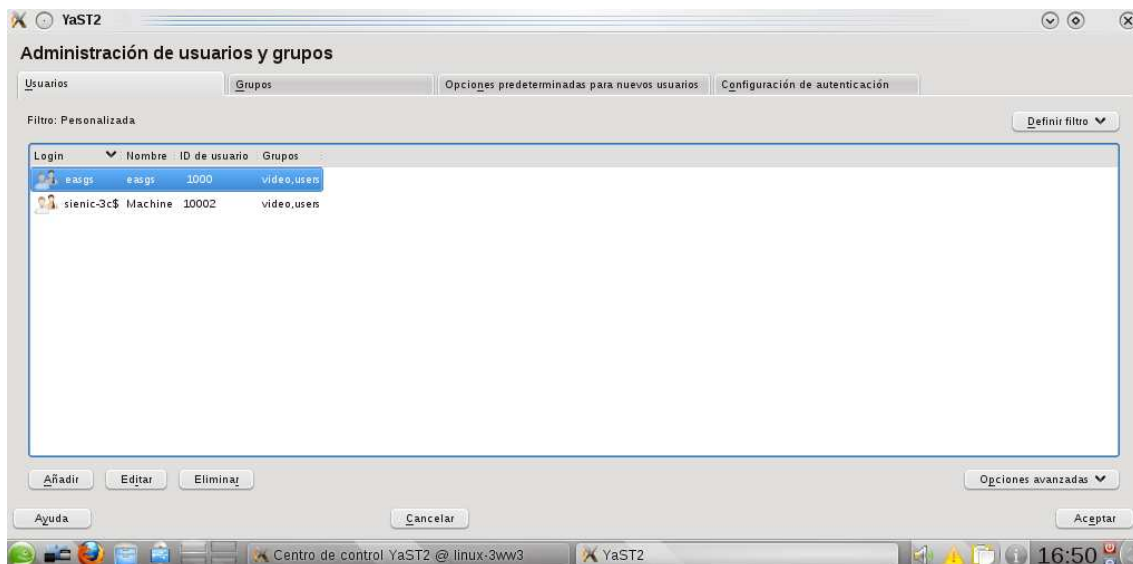 YaST2
Administración de usuarios y grupos
Usuarios Grupos Opciones predeterminadas para nuevos usuarios Configuración de autenticación
Filtro: Personalizada Definir filtro
Login Nombre ID de usuario Grupos
easgs easgs 1000 video,users
sienic-3c$ Machine 10002 video,users
Añadir Editar Eliminar Opciones avanzadas
Ayuda Cancelar Aceptar
Centro de control YaST2 @ linux-3ww3 YaST2 16:50